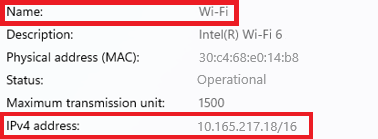 Name: Wi-Fi
Description: Intel(R) Wi-Fi 6
Physical address (MAC): 30:c4:68:e0:14:b8
Status: Operational
Maximum transmission unit: 1500
IPv4 address: 10.165.217.18/16